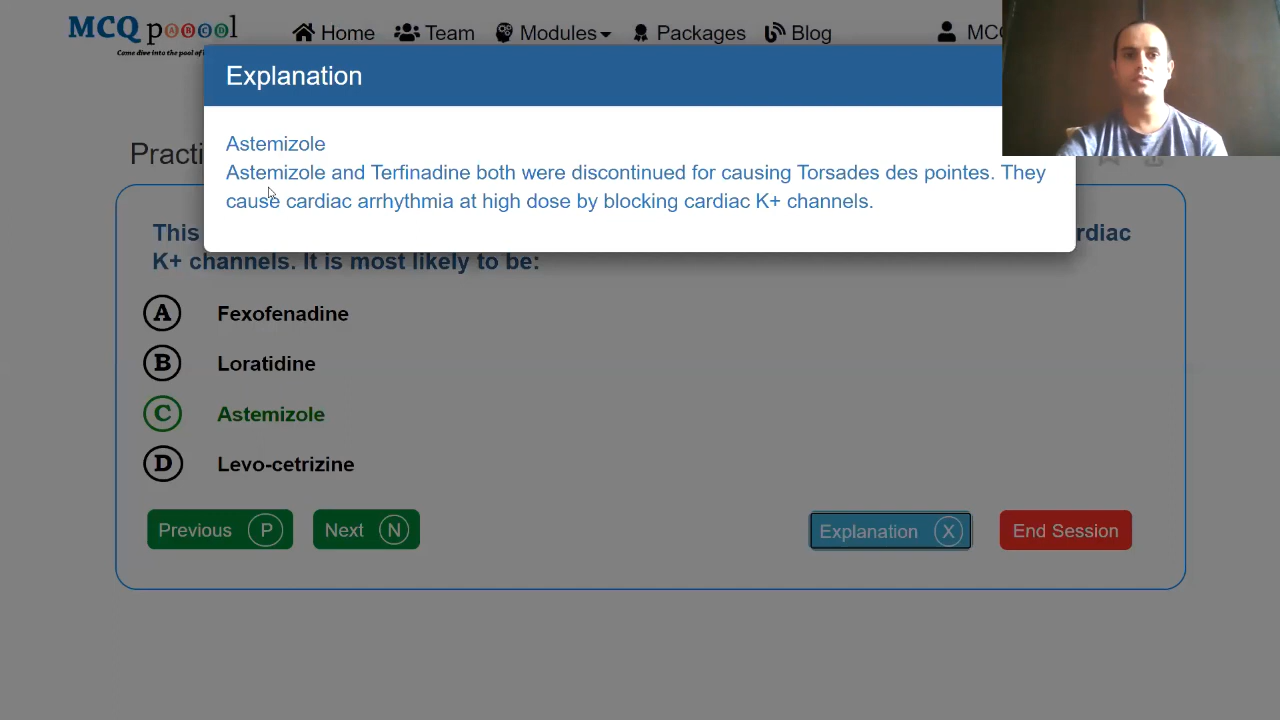 MCQ poool
Home Team Modules Packages Blog MC
Explanation
Astemizole
Astemizole and Terfinadine both were discontinued for causing Torsades des pointes. They
cause cardiac arrhythmia at high dose by blocking cardiac K+ channels.
Practi
This rdiac
K+ channels. It is most likely to be:
A Fexofenadine
B Loratidine
C Astemizole
D Levo-cetrizine
Previous P Next N Explanation X End Session